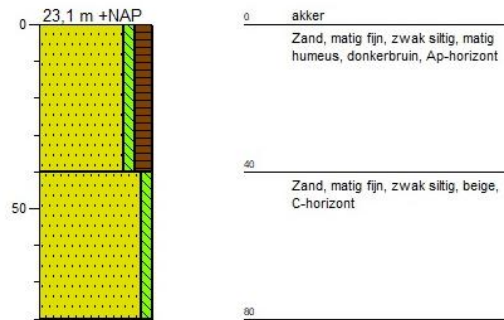 23,1 m +NAP
0
50
0 akker
Zand, matig fijn, zwak siltig, matig
humeus, donkerbruin, Ap-horizont
40
Zand, matig fijn, zwak siltig, beige,
C-horizont
80